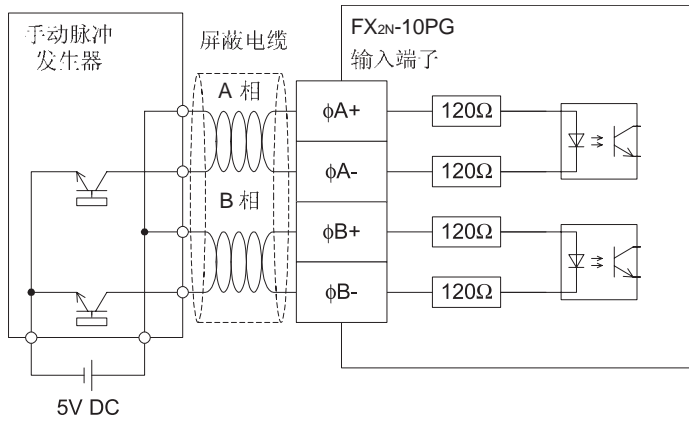 手动脉冲
发生器
屏蔽电缆
FX2N-10PG
输入端子
A 相
B 相
ϕA+
ϕA-
ϕB+
ϕB-
120Ω
120Ω
120Ω
120Ω
5V DC